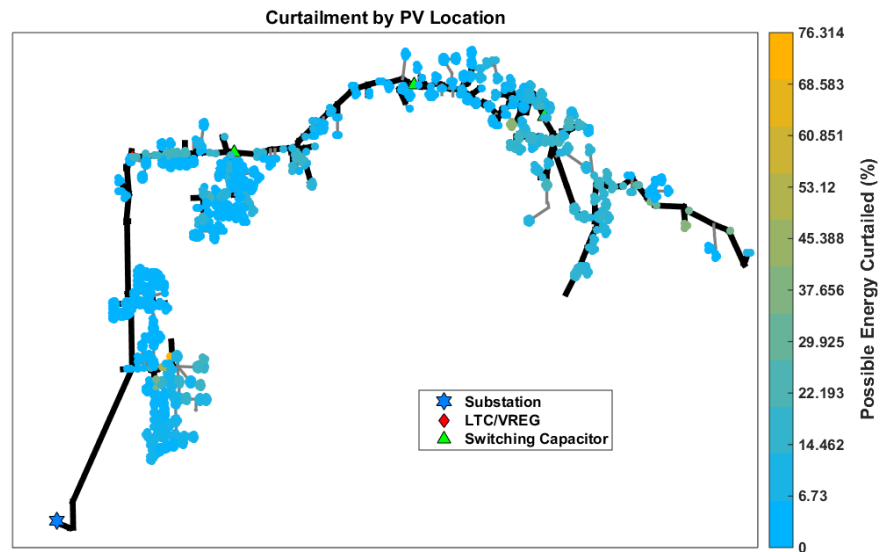 Curtailment by PV Location
76.314
68.583
60.851
53.12
45.388
37.656
29.925
22.193
14.462
6.73
0
Possible Energy Curtailed (%)
Substation
LTC/VREG
Switching Capacitor